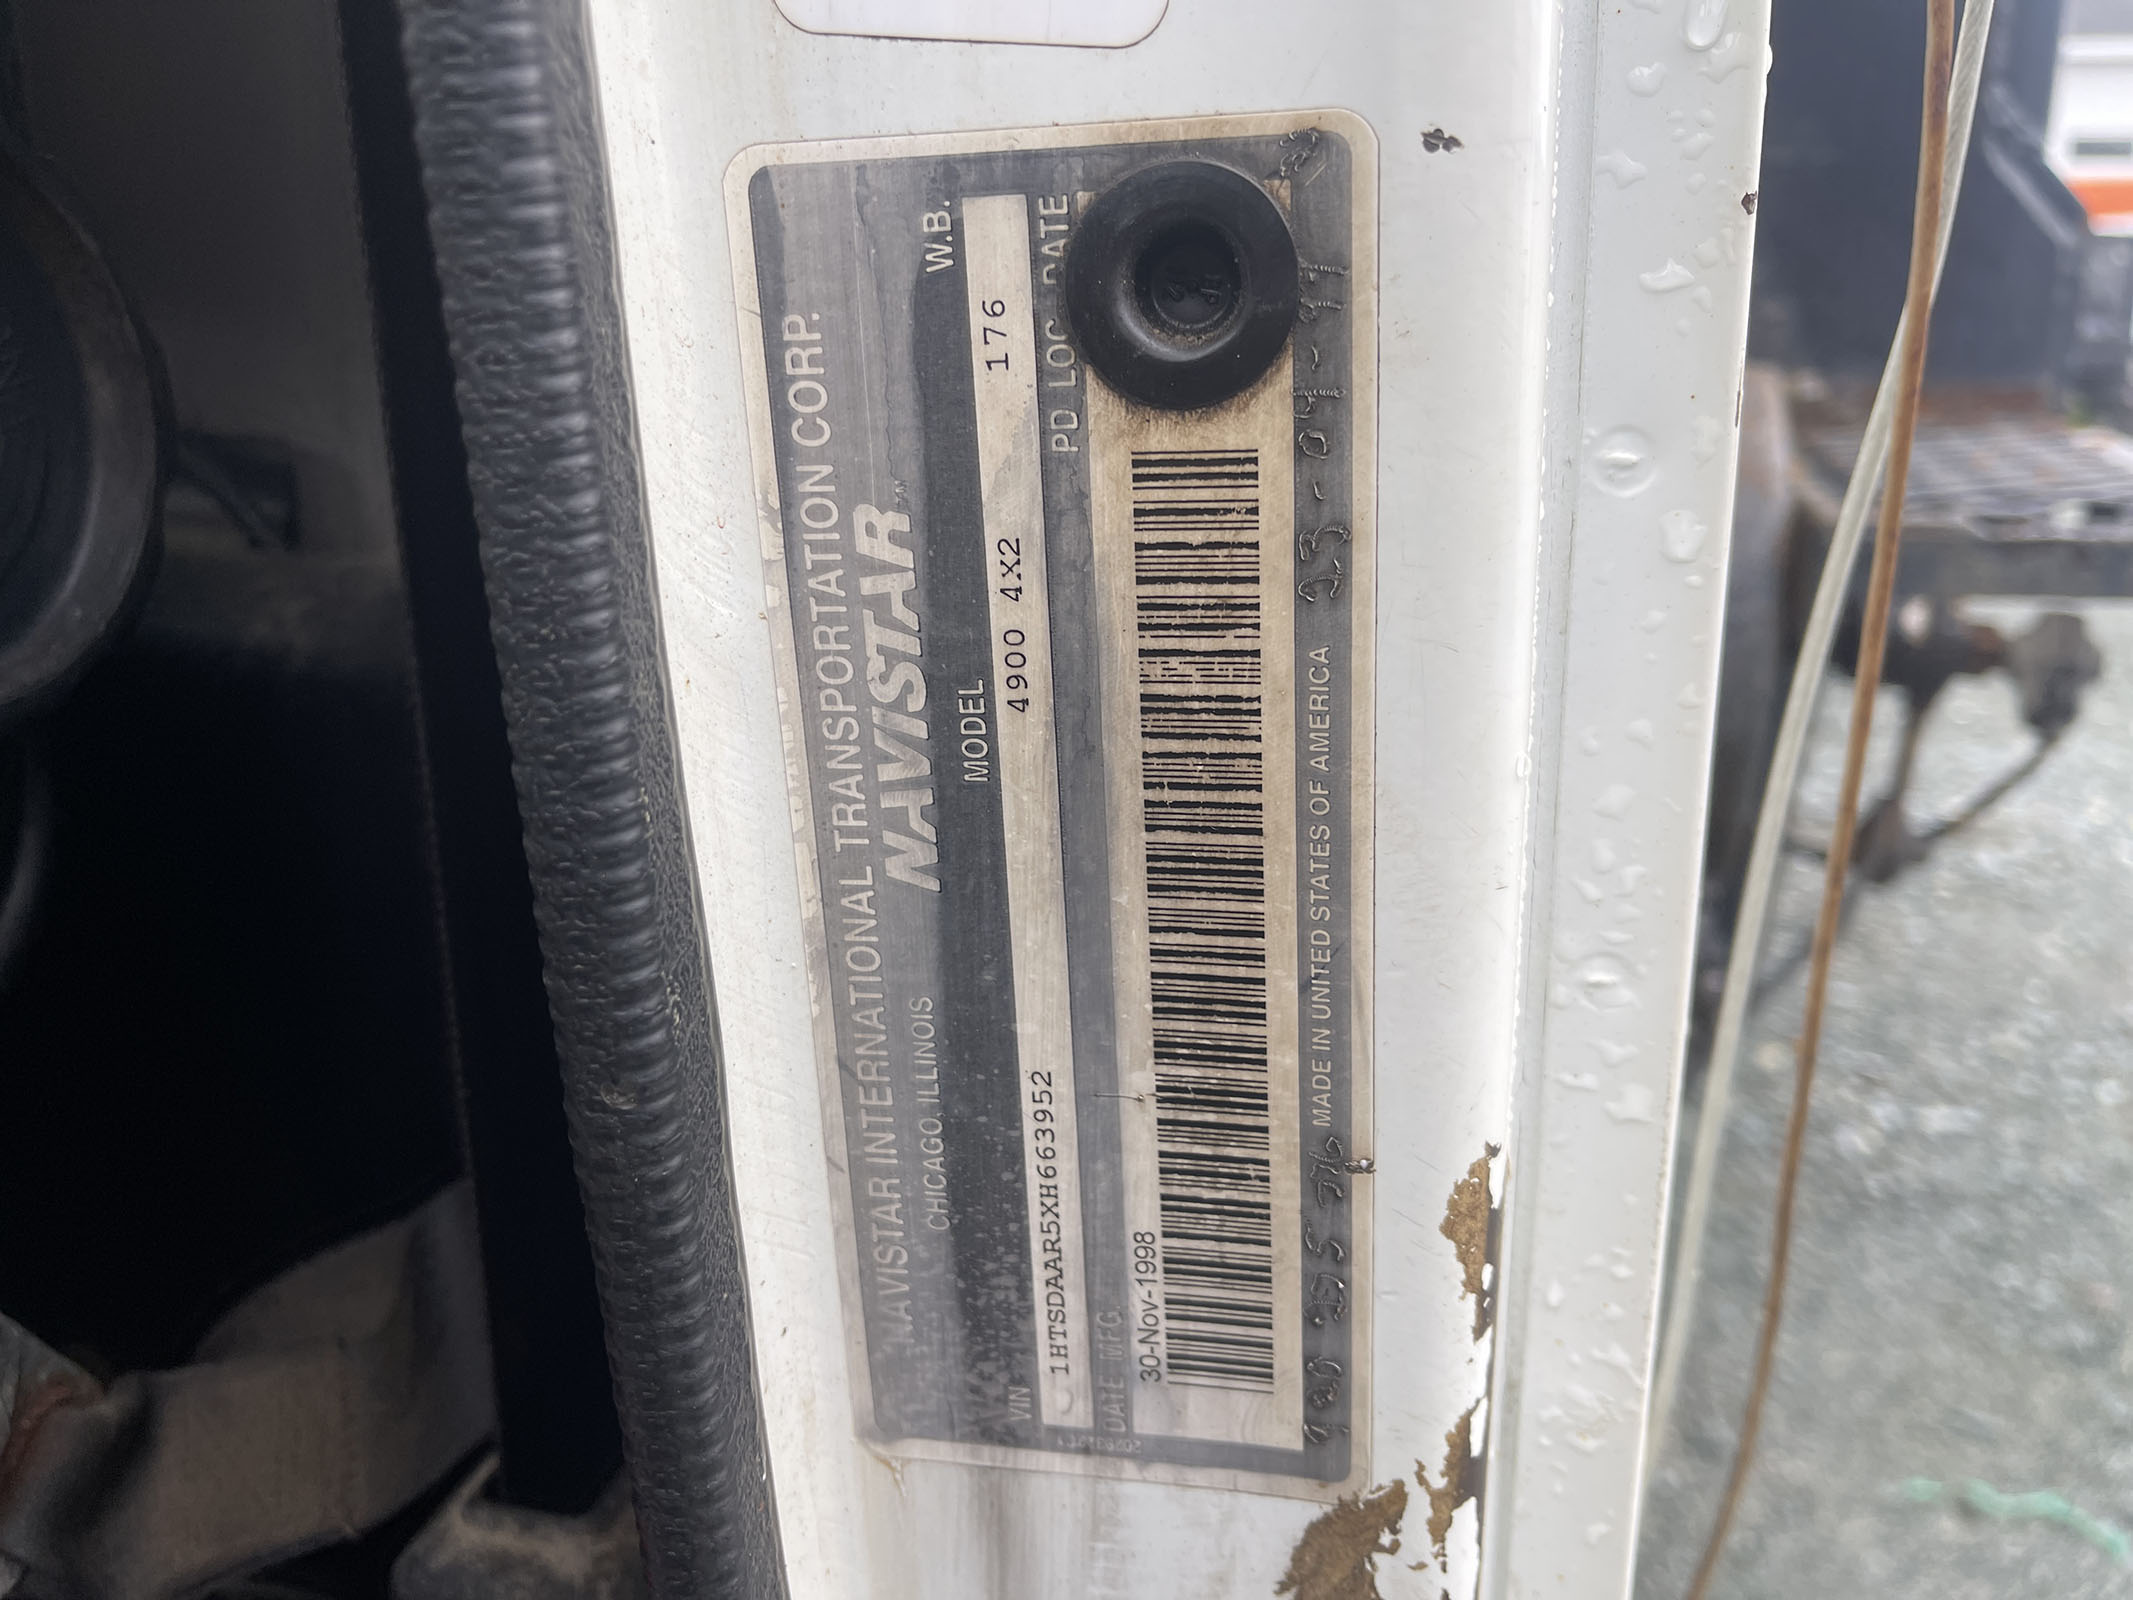 NAVISTAR INTERNATIONAL TRANSPORTATION CORP.
CHICAGO, ILLINOIS
NAVISTAR
VIN MODEL W.B.
1HTSDAAR5XH663952 4900 4X2 176
DATE MFG. PD LOC DATE
30-Nov-1998
MADE IN UNITED STATES OF AMERICA